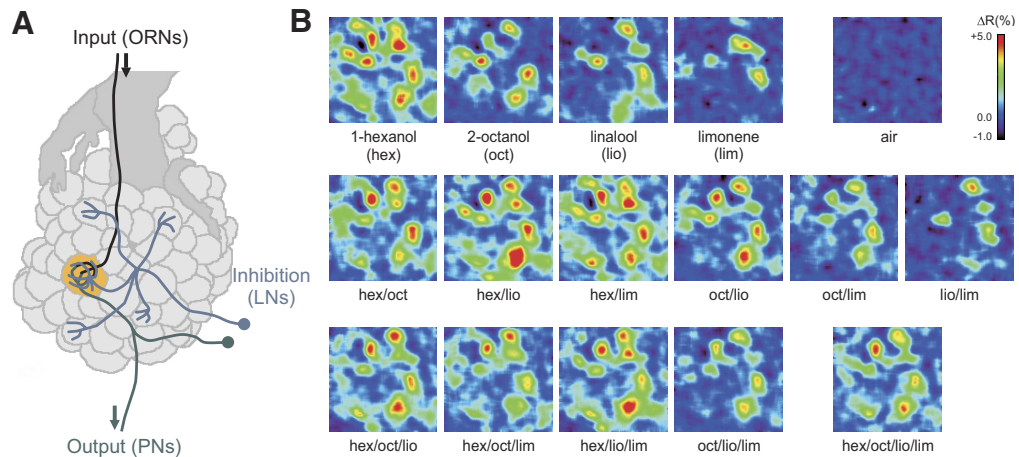 A
Input (ORNs)
Inhibition
(LNs)
Output (PNs)
B
1-hexanol
(hex)
2-octanol
(oct)
linalool
(lio)
limonene
(lim)
air
ΔR(%)
+5.0
0.0
-1.0
hex/oct
hex/lio
hex/lim
oct/lio
oct/lim
lio/lim
hex/oct/lio
hex/oct/lim
hex/lio/lim
oct/lio/lim
hex/oct/lio/lim